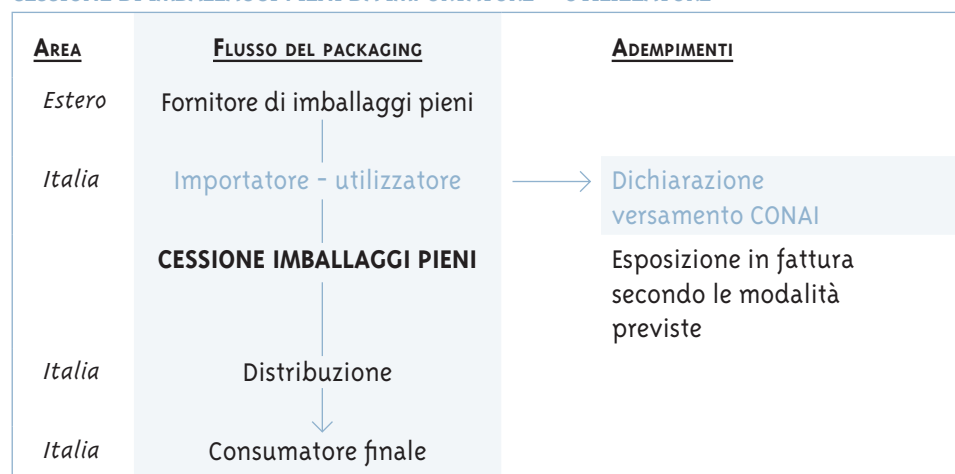 AREA FLUSSO DEL PACKAGING ADEMPIMENTI
Estero Fornitore di imballaggi pieni
Italia Importatore - utilizzatore Dichiarazione
versamento CONAI
CESSIONE IMBALLAGGI PIENI Esposizione in fattura
secondo le modalità
previste
Italia Distribuzione
Italia Consumatore finale